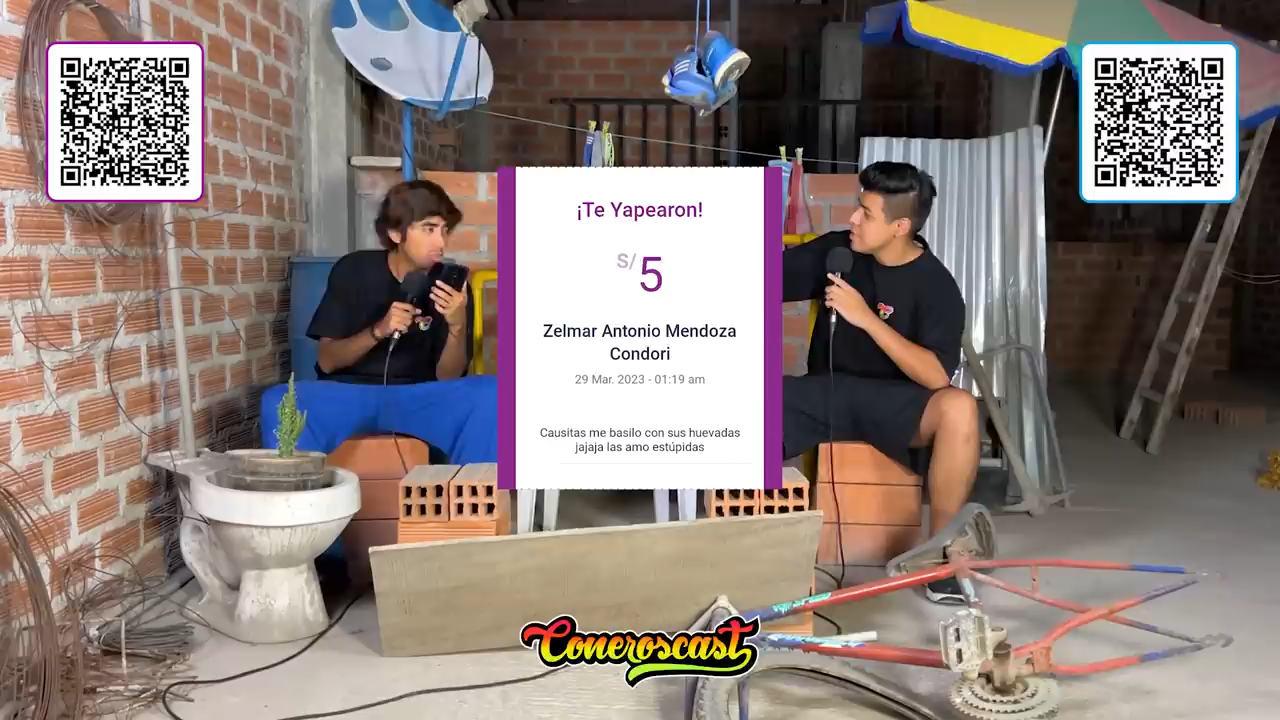 ¡Te Yapearon!
S/ 5
Zelmar Antonio Mendoza
Condori
29 Mar. 2023 - 01:19 am
Causitas me basilo con sus huevadas
jajaja las amo estúpidas
Coneroscast